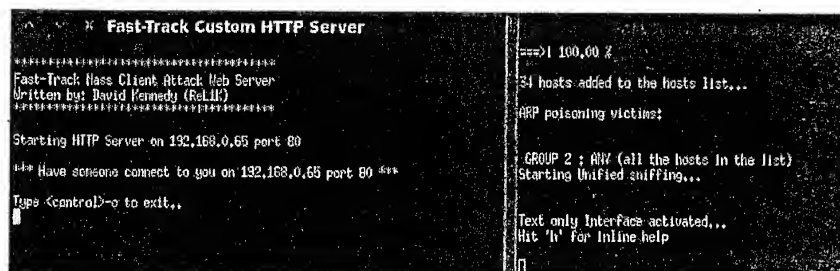 Fast-Track Custom HTTP Server
**************************************
Fast-Track Mass Client Attack Web Server
Written by: David Kennedy (ReL1K)
**************************************
Starting HTTP Server on 192.168.0.65 port 80
*** Have someone connect to you on 192.168.0.65 port 80 ***
Type <control>-c to exit..
===>| 100.00 %
34 hosts added to the hosts list...
ARP poisoning victims:
GROUP 2 : ANY (all the hosts in the list)
Starting Unified sniffing...
Text only Interface activated...
Hit 'h' for inline help